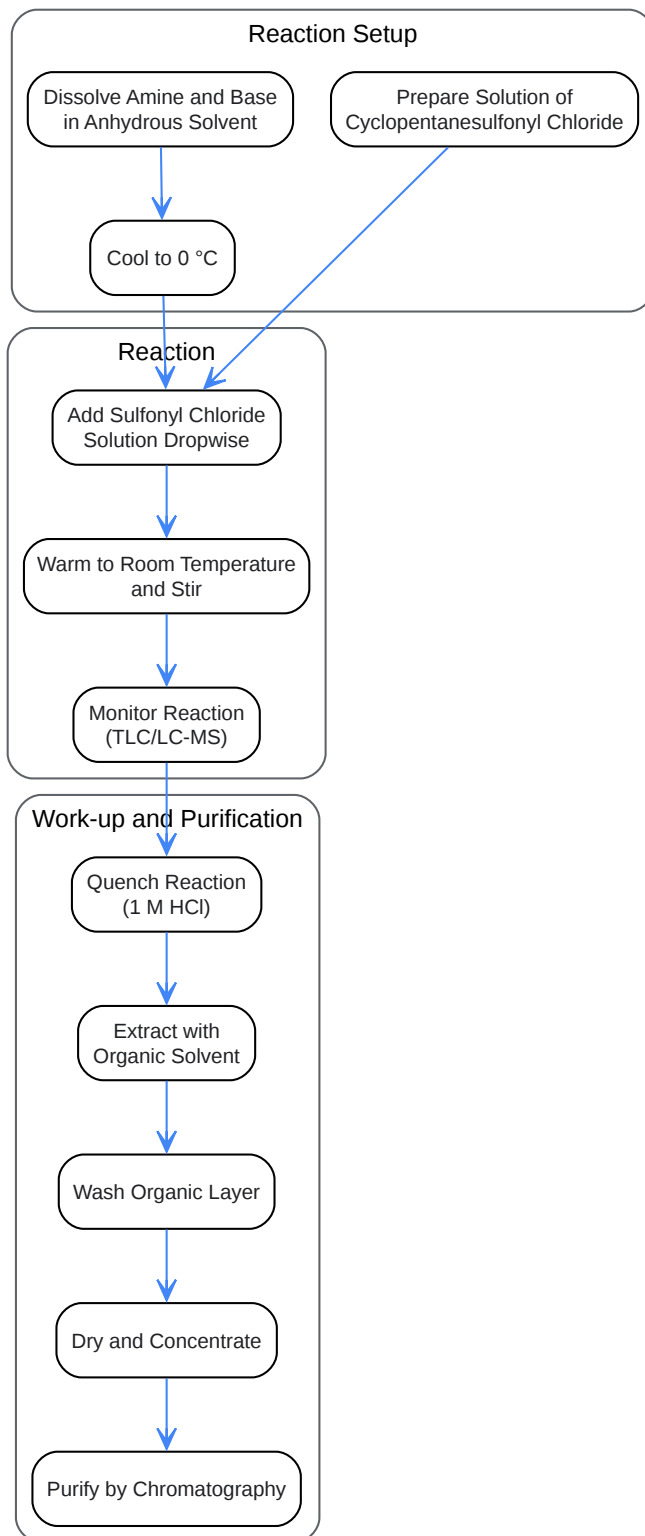 Reaction Setup
Dissolve Amine and Base
in Anhydrous Solvent
Prepare Solution of
Cyclopentanesulfonyl Chloride
Cool to 0 °C
Reaction
Add Sulfonyl Chloride
Solution Dropwise
Warm to Room Temperature
and Stir
Monitor Reaction
(TLC/LC-MS)
Work-up and Purification
Quench Reaction
(1 M HCl)
Extract with
Organic Solvent
Wash Organic Layer
Dry and Concentrate
Purify by Chromatography